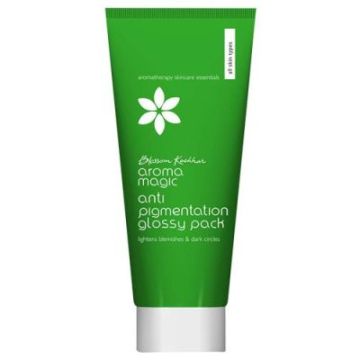 aromatherapy skincare essentials
all skin types
Blossom Kochhar
aroma
magic
anti
pigmentation
glossy pack
lightens blemishes & dark circles